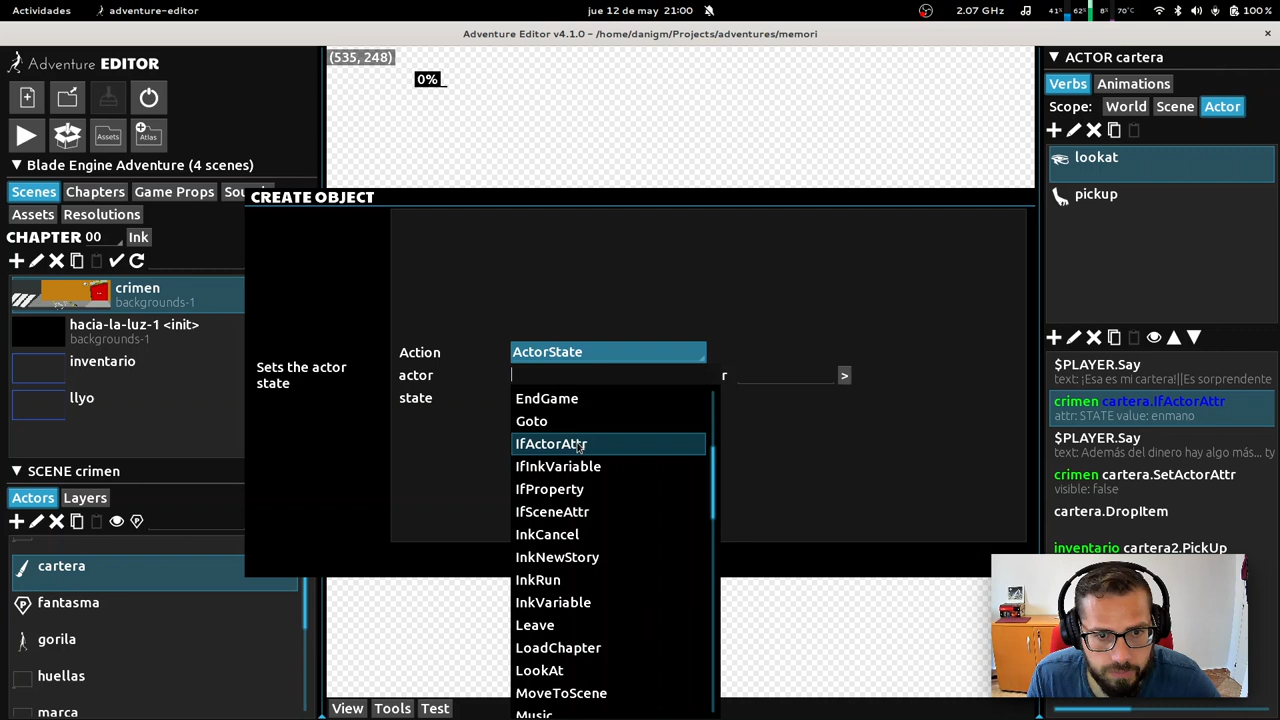 Actividades
adventure-editor
jue 12 de may 21:00
2.07 GHz
41%
62%
8%
70°C
100 %
Adventure Editor v4.1.0 - /home/danigm/Projects/adventures/memori
×
Adventure EDITOR
Assets
Atlas
Blade Engine Adventure (4 scenes)
Scenes
Chapters
Game Props
Sou
Assets
Resolutions
CHAPTER 00
Ink
crimen
backgrounds-1
hacia-la-luz-1 <init>
backgrounds-1
inventario
llyo
SCENE crimen
Actors
Layers
cartera
fantasma
gorila
huellas
marca
(535, 248)
0%
CREATE OBJECT
Sets the actor
state
Action
ActorState
actor
r
>
state
EndGame
Goto
IfActorAttr
IfInkVariable
IfProperty
IfSceneAttr
InkCancel
InkNewStory
InkRun
InkVariable
Leave
LoadChapter
LookAt
MoveToScene
Music
View
Tools
Test
ACTOR cartera
Verbs
Animations
Scope:
World
Scene
Actor
lookat
pickup
$PLAYER.Say
text: ¡Esa es mi cartera!||Es sorprendente
crimen cartera.IfActorAttr
attr: STATE value: enmano
$PLAYER.Say
text: Además del dinero hay algo más... ty
crimen cartera.SetActorAttr
visible: false
cartera.DropItem
inventario cartera2.PickUp